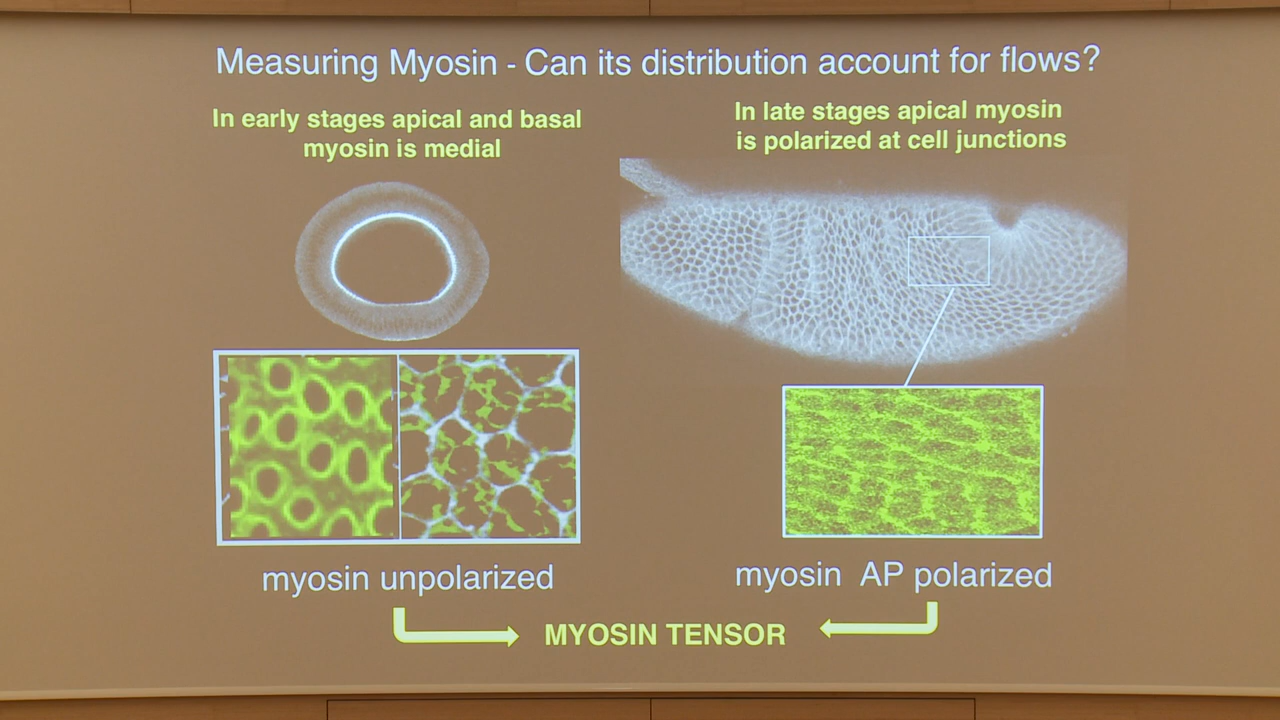 Measuring Myosin - Can its distribution account for flows?
In early stages apical and basal
myosin is medial
In late stages apical myosin
is polarized at cell junctions
myosin unpolarized
myosin AP polarized
MYOSIN TENSOR